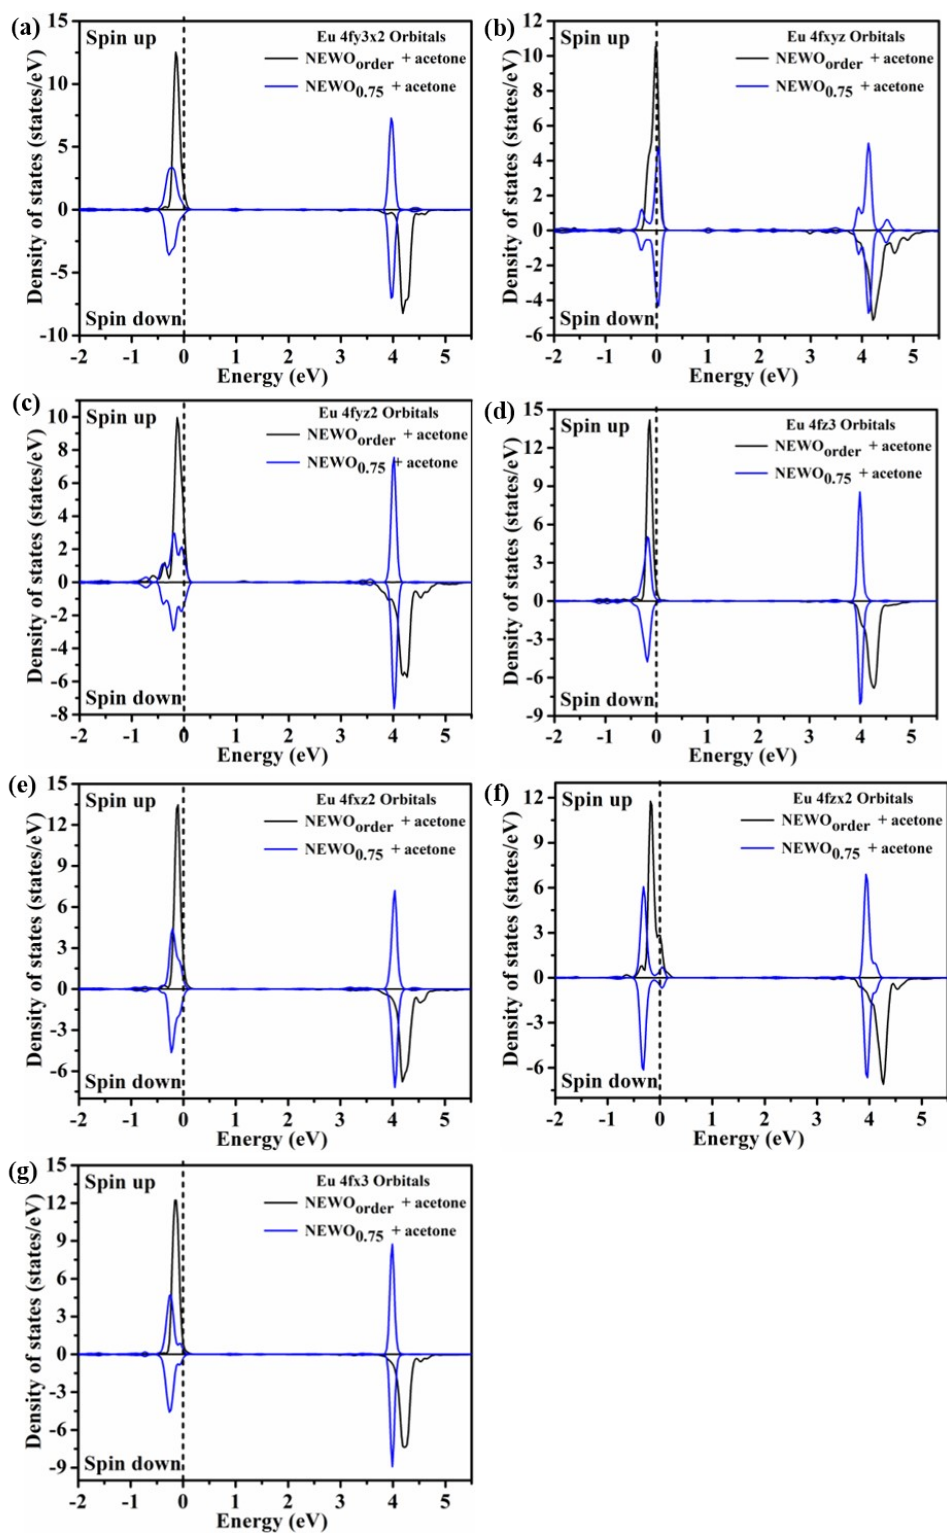 (a)
Spin up
Eu 4fy3x2 Orbitals
NEWOorder + acetone
NEWO0.75 + acetone
15
10
5
0
-5
-10
Density of states (states/eV)
Spin down
-2 -1 0 1 2 3 4 5
Energy (eV)
(b)
Spin up
Eu 4fxyz Orbitals
NEWOorder + acetone
NEWO0.75 + acetone
12
10
8
6
4
2
0
-2
-4
-6
Density of states (states/eV)
Spin down
-2 -1 0 1 2 3 4 5
Energy (eV)
(c)
Spin up
Eu 4fyz2 Orbitals
NEWOorder + acetone
NEWO0.75 + acetone
10
8
6
4
2
0
-2
-4
-6
-8
Density of states (states/eV)
Spin down
-2 -1 0 1 2 3 4 5
Energy (eV)
(d)
Spin up
Eu 4fz3 Orbitals
NEWOorder + acetone
NEWO0.75 + acetone
15
12
9
6
3
0
-3
-6
-9
Density of states (states/eV)
Spin down
-2 -1 0 1 2 3 4 5
Energy (eV)
(e)
Spin up
Eu 4fxz2 Orbitals
NEWOorder + acetone
NEWO0.75 + acetone
15
12
9
6
3
0
-3
-6
Density of states (states/eV)
Spin down
-2 -1 0 1 2 3 4 5
Energy (eV)
(f)
Spin up
Eu 4fzx2 Orbitals
NEWOorder + acetone
NEWO0.75 + acetone
12
9
6
3
0
-3
-6
Density of states (states/eV)
Spin down
-2 -1 0 1 2 3 4 5
Energy (eV)
(g)
Spin up
Eu 4fx3 Orbitals
NEWOorder + acetone
NEWO0.75 + acetone
15
12
9
6
3
0
-3
-6
-9
Density of states (states/eV)
Spin down
-2 -1 0 1 2 3 4 5
Energy (eV)